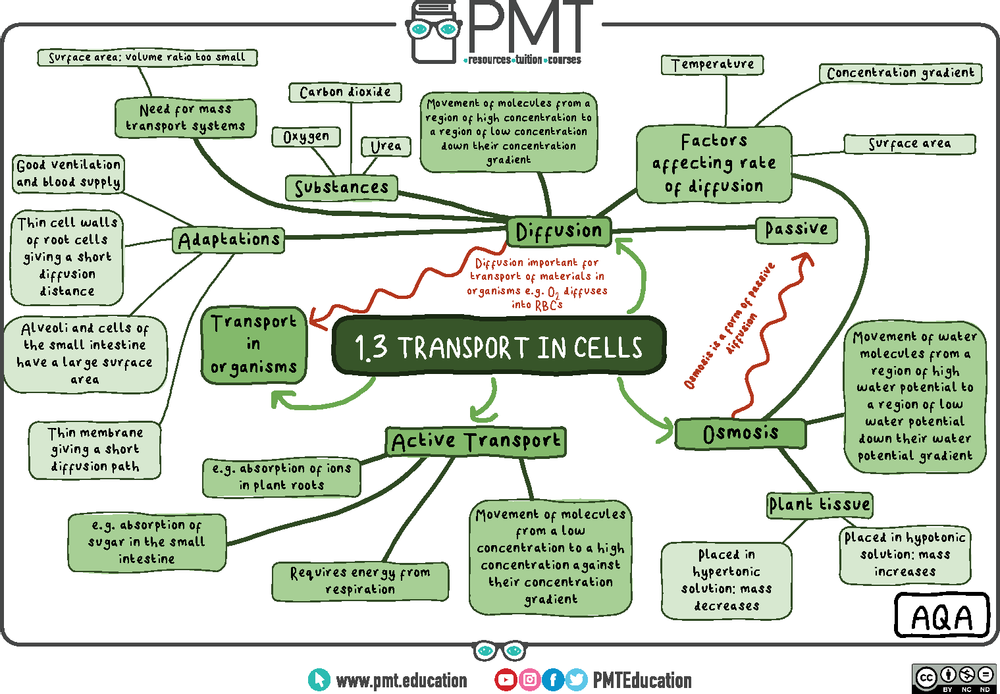 PMT
•resources•tuition•courses
Surface area: volume ratio too small
Need for mass
transport systems
Carbon dioxide
Oxygen
Urea
Substances
Movement of molecules from a
region of high concentration to
a region of low concentration
down their concentration
gradient
Temperature
Concentration gradient
Surface area
Factors
affecting rate
of diffusion
Good ventilation
and blood supply
Thin cell walls
of root cells
giving a short
diffusion
distance
Adaptations
Diffusion
Passive
Diffusion important for
transport of materials in
organisms e.g. O2 diffuses
into RBC's
Osmosis is a form of passive
diffusion
Alveoli and cells of
the small intestine
have a large surface
area
Transport
in
organisms
1.3 TRANSPORT IN CELLS
Movement of water
molecules from a
region of high
water potential to
a region of low
water potential
down their water
potential gradient
Thin membrane
giving a short
diffusion path
Active Transport
Osmosis
e.g. absorption of ions
in plant roots
e.g. absorption of
sugar in the small
intestine
Requires energy from
respiration
Movement of molecules
from a low
concentration to a high
concentration against
their concentration
gradient
Plant tissue
Placed in
hypertonic
solution: mass
decreases
Placed in hypotonic
solution: mass
increases
AQA
www.pmt.education
PMTEducation
cc
BY NC ND